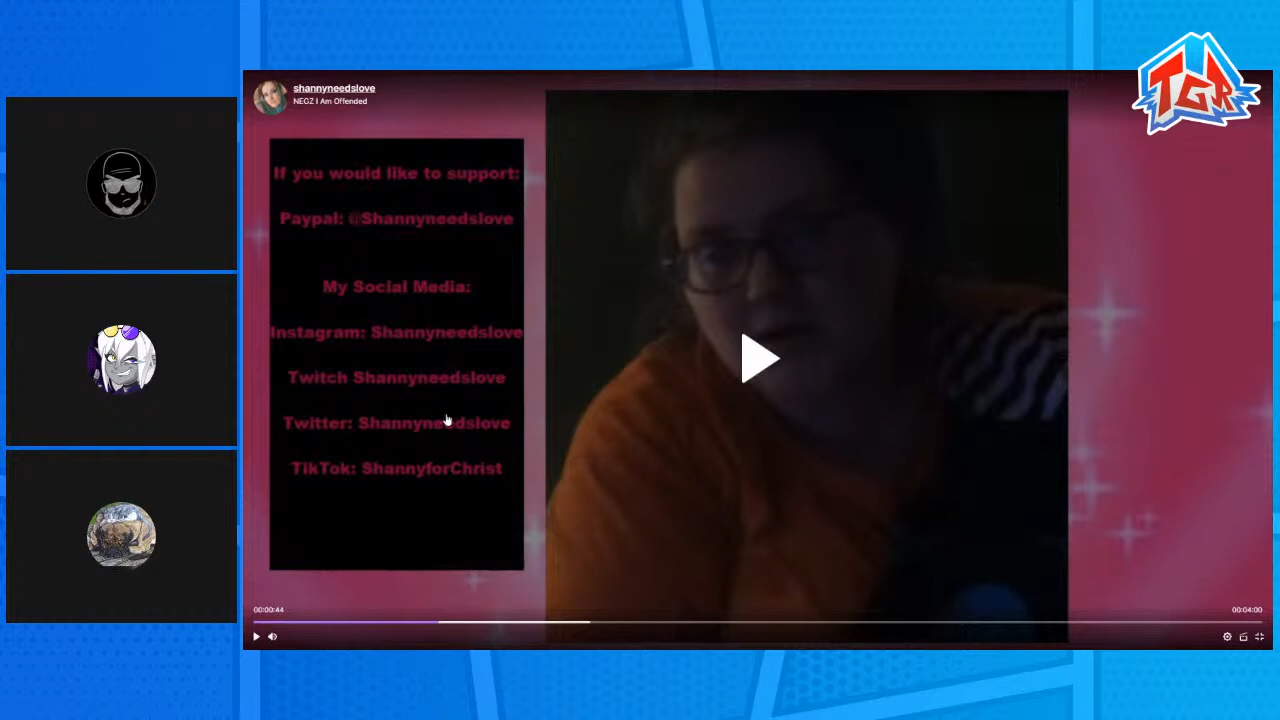 TGR
shannyneedslove
NECZ I Am Offended
If you would like to support:
Paypal: @Shannyneedslove
My Social Media:
Instagram: Shannyneedslove
Twitch Shannyneedslove
Twitter: Shannyneedslove
TikTok: ShannyforChrist
00:00:44
00:04:00